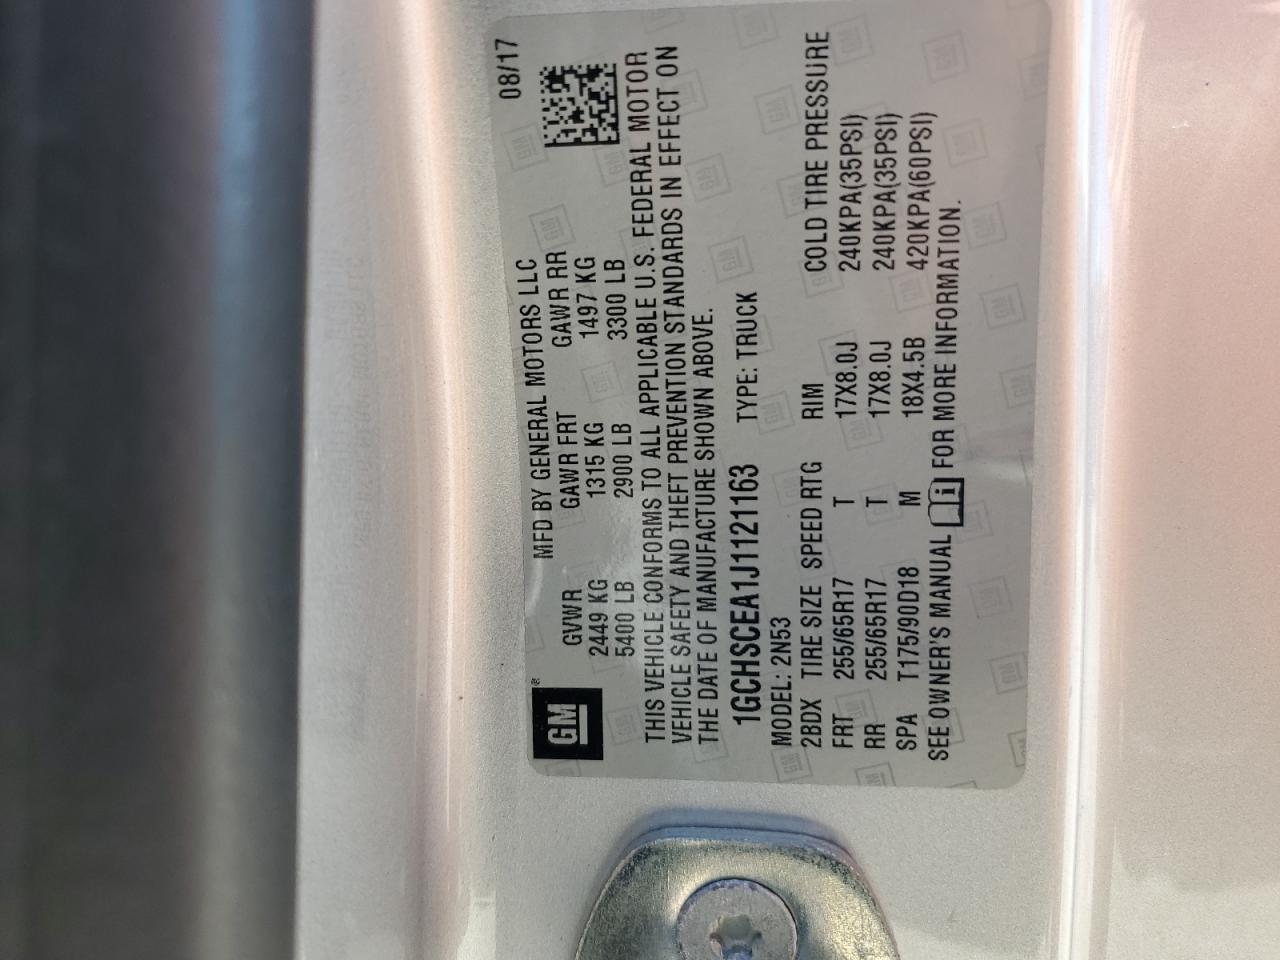 08/17
MFD BY GENERAL MOTORS LLC
GM®
GVWR GAWR FRT GAWR RR
2449 KG 1315 KG 1497 KG
5400 LB 2900 LB 3300 LB
THIS VEHICLE CONFORMS TO ALL APPLICABLE U.S. FEDERAL MOTOR
VEHICLE SAFETY AND THEFT PREVENTION STANDARDS IN EFFECT ON
THE DATE OF MANUFACTURE SHOWN ABOVE.
1GCHSCEA1J1121163 TYPE: TRUCK
MODEL: 2N53
2BDX TIRE SIZE SPEED RTG RIM COLD TIRE PRESSURE
FRT 255/65R17 T 17X8.0J 240KPA(35PSI)
RR 255/65R17 T 17X8.0J 240KPA(35PSI)
SPA T175/90D18 M 18X4.5B 420KPA(60PSI)
SEE OWNER'S MANUAL i FOR MORE INFORMATION.